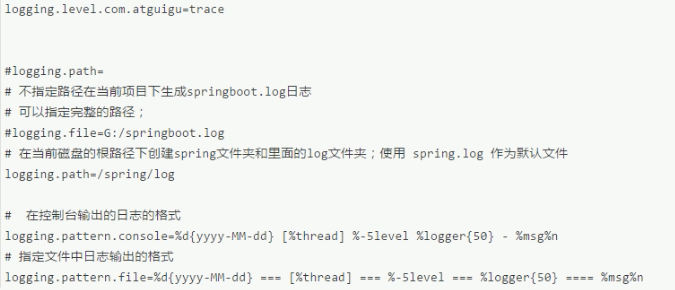 logging.level.com.atguigu=trace
#logging.path=
# 不指定路径在当前项目下生成springboot.log日志
# 可以指定完整的路径；
#logging.file=G:/springboot.log
# 在当前磁盘的根路径下创建spring文件夹和里面的log文件夹；使用 spring.log 作为默认文件
logging.path=/spring/log
#  在控制台输出的日志的格式
logging.pattern.console=%d{yyyy-MM-dd} [%thread] %-5level %logger{50} - %msg%n
# 指定文件中日志输出的格式
logging.pattern.file=%d{yyyy-MM-dd} === [%thread] === %-5level === %logger{50} ==== %msg%n